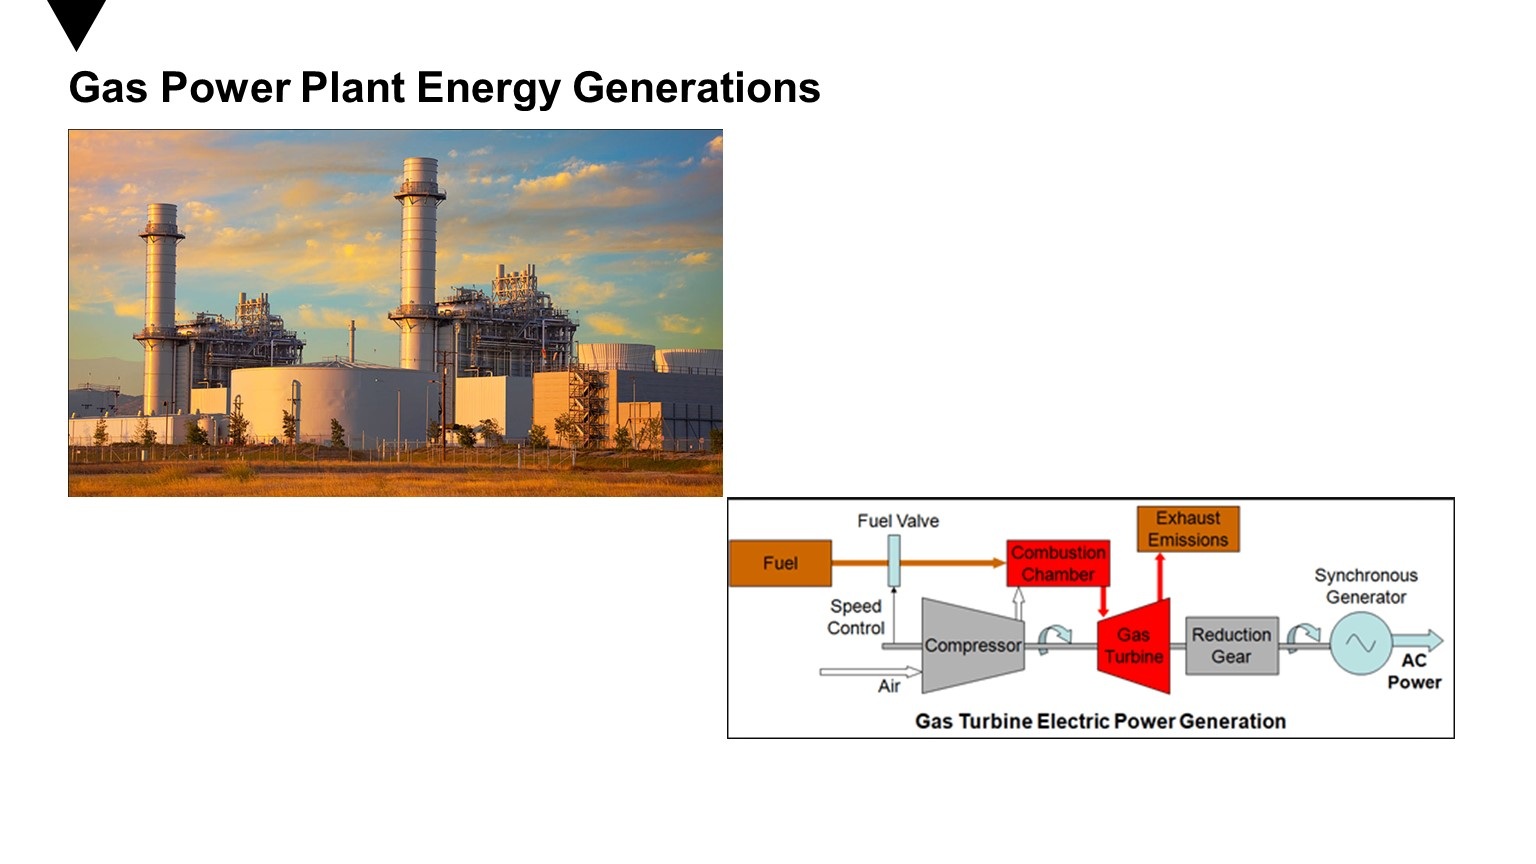 Gas Power Plant Energy Generations
Fuel Valve
Exhaust
Emissions
Fuel
Combustion
Chamber
Synchronous
Generator
Speed
Control
Compressor
Gas
Turbine
Reduction
Gear
Air
AC
Power
Gas Turbine Electric Power Generation